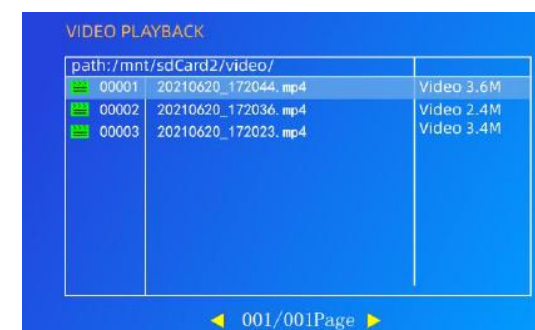 VIDEO PLAYBACK
path:/mnt/sdCard2/video/
00001 20210620_172044.mp4 Video 3.6M
00002 20210620_172036.mp4 Video 2.4M
00003 20210620_172023.mp4 Video 3.4M
001/001Page